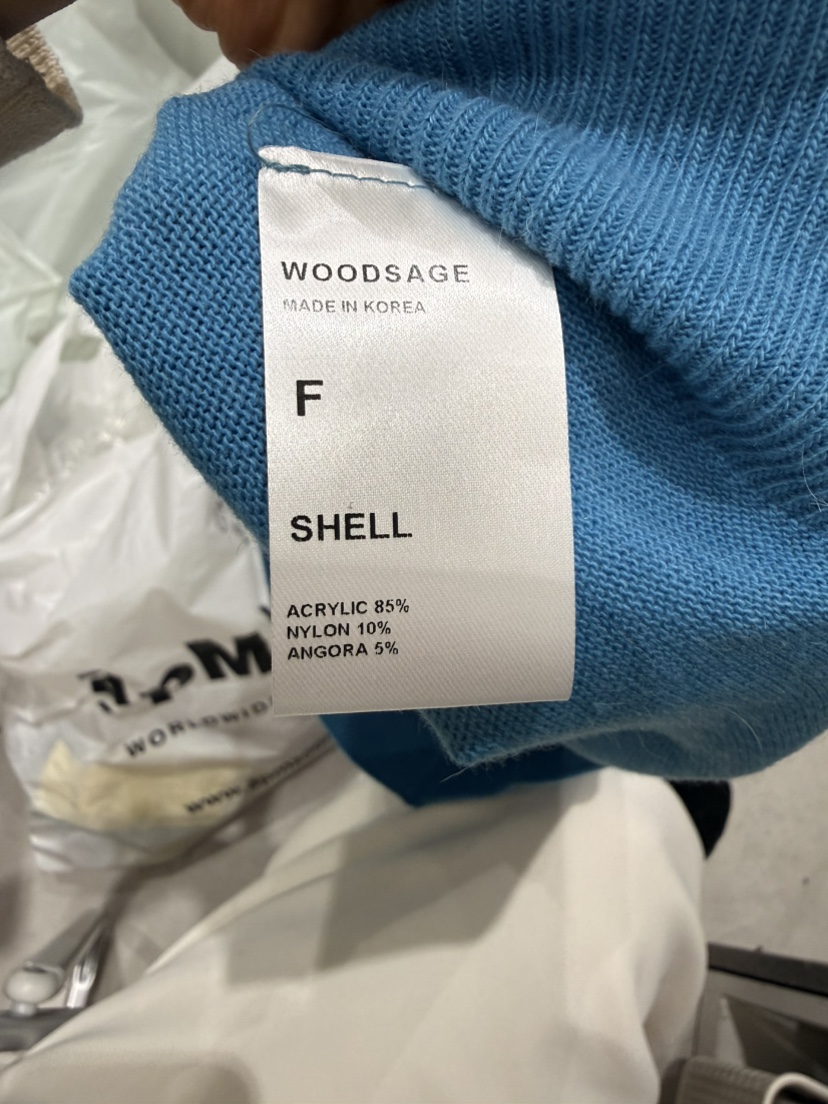 WOODSAGE
MADE IN KOREA
F
SHELL
ACRYLIC 85%
NYLON 10%
ANGORA 5%